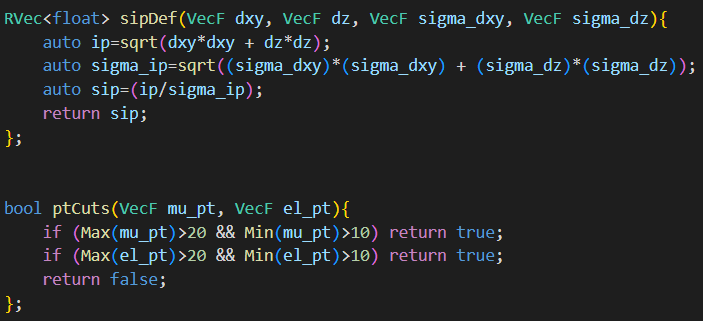 RVec<float> sipDef(VecF dxy, VecF dz, VecF sigma_dxy, VecF sigma_dz){
    auto ip=sqrt(dxy*dxy + dz*dz);
    auto sigma_ip=sqrt((sigma_dxy)*(sigma_dxy) + (sigma_dz)*(sigma_dz));
    auto sip=(ip/sigma_ip);
    return sip;
};
bool ptCuts(VecF mu_pt, VecF el_pt){
    if (Max(mu_pt)>20 && Min(mu_pt)>10) return true;
    if (Max(el_pt)>20 && Min(el_pt)>10) return true;
    return false;
};